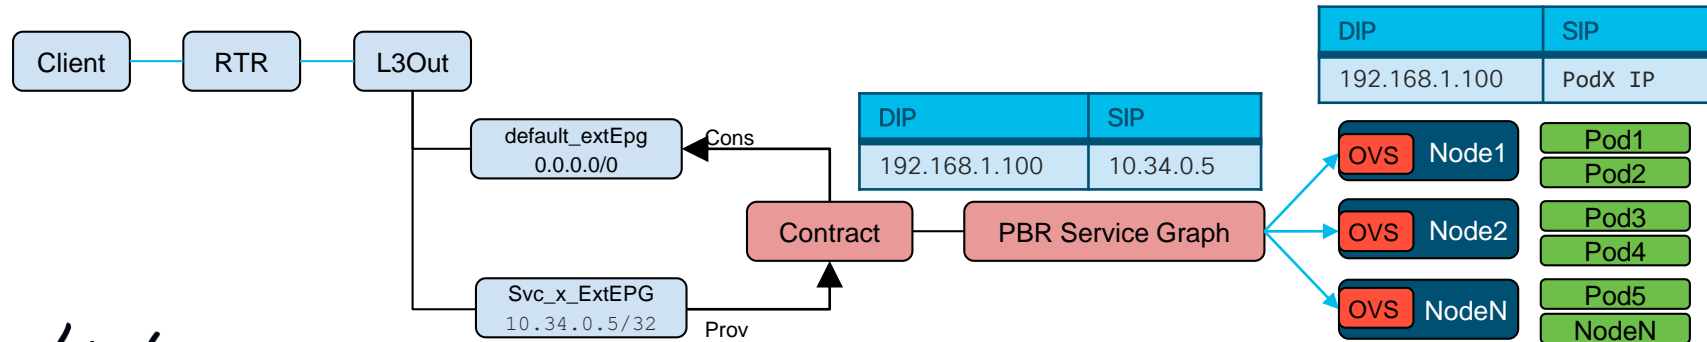 Client
RTR
L3Out
default_extEpg
0.0.0.0/0
Cons
Svc_x_ExtEPG
10.34.0.5/32
Prov
Contract
PBR Service Graph
DIP SIP
192.168.1.100 10.34.0.5
DIP SIP
192.168.1.100 PodX IP
OVS Node1
Pod1
Pod2
OVS Node2
Pod3
Pod4
OVS NodeN
Pod5
NodeN